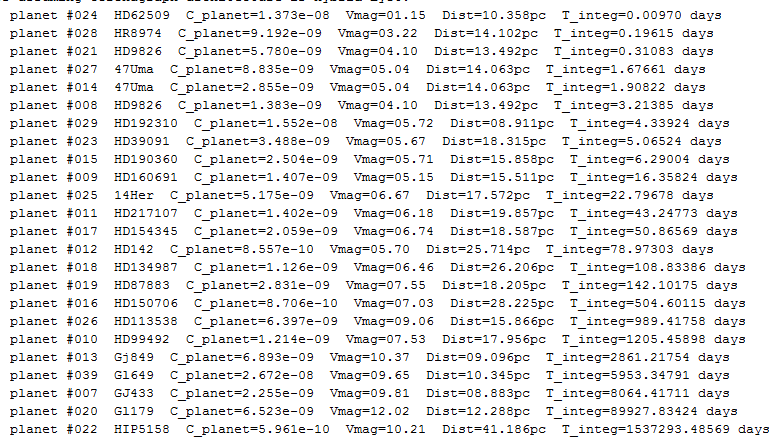 planet #024 HD62509 C_planet=1.373e-08 Vmag=01.15 Dist=10.358pc T_integ=0.00970 days
planet #028 HR8974 C_planet=9.192e-09 Vmag=03.22 Dist=14.102pc T_integ=0.19615 days
planet #021 HD9826 C_planet=5.780e-09 Vmag=04.10 Dist=13.492pc T_integ=0.31083 days
planet #027 47Uma C_planet=8.835e-09 Vmag=05.04 Dist=14.063pc T_integ=1.67661 days
planet #014 47Uma C_planet=2.855e-09 Vmag=05.04 Dist=14.063pc T_integ=1.90822 days
planet #008 HD9826 C_planet=1.383e-09 Vmag=04.10 Dist=13.492pc T_integ=3.21385 days
planet #029 HD192310 C_planet=1.552e-08 Vmag=05.72 Dist=08.911pc T_integ=4.33924 days
planet #023 HD39091 C_planet=3.488e-09 Vmag=05.67 Dist=18.315pc T_integ=5.06524 days
planet #015 HD190360 C_planet=2.504e-09 Vmag=05.71 Dist=15.858pc T_integ=6.29004 days
planet #009 HD160691 C_planet=1.407e-09 Vmag=05.15 Dist=15.511pc T_integ=16.35824 days
planet #025 14Her C_planet=5.175e-09 Vmag=06.67 Dist=17.572pc T_integ=22.79678 days
planet #011 HD217107 C_planet=1.402e-09 Vmag=06.18 Dist=19.857pc T_integ=43.24773 days
planet #017 HD154345 C_planet=2.059e-09 Vmag=06.74 Dist=18.587pc T_integ=50.86569 days
planet #012 HD142 C_planet=8.557e-10 Vmag=05.70 Dist=25.714pc T_integ=78.97303 days
planet #018 HD134987 C_planet=1.126e-09 Vmag=06.46 Dist=26.206pc T_integ=108.83386 days
planet #019 HD87883 C_planet=2.831e-09 Vmag=07.55 Dist=18.205pc T_integ=142.10175 days
planet #016 HD150706 C_planet=8.706e-10 Vmag=07.03 Dist=28.225pc T_integ=504.60115 days
planet #026 HD113538 C_planet=6.397e-09 Vmag=09.06 Dist=15.866pc T_integ=989.41758 days
planet #010 HD99492 C_planet=1.214e-09 Vmag=07.53 Dist=17.956pc T_integ=1205.45898 days
planet #013 Gj849 C_planet=6.893e-09 Vmag=10.37 Dist=09.096pc T_integ=2861.21754 days
planet #039 Gl649 C_planet=2.672e-08 Vmag=09.65 Dist=10.345pc T_integ=5953.34791 days
planet #007 GJ433 C_planet=2.255e-09 Vmag=09.81 Dist=08.883pc T_integ=8064.41711 days
planet #020 Gl179 C_planet=6.523e-09 Vmag=12.02 Dist=12.288pc T_integ=89927.83424 days
planet #022 HIP5158 C_planet=5.961e-10 Vmag=10.21 Dist=41.186pc T_integ=1537293.48569 days